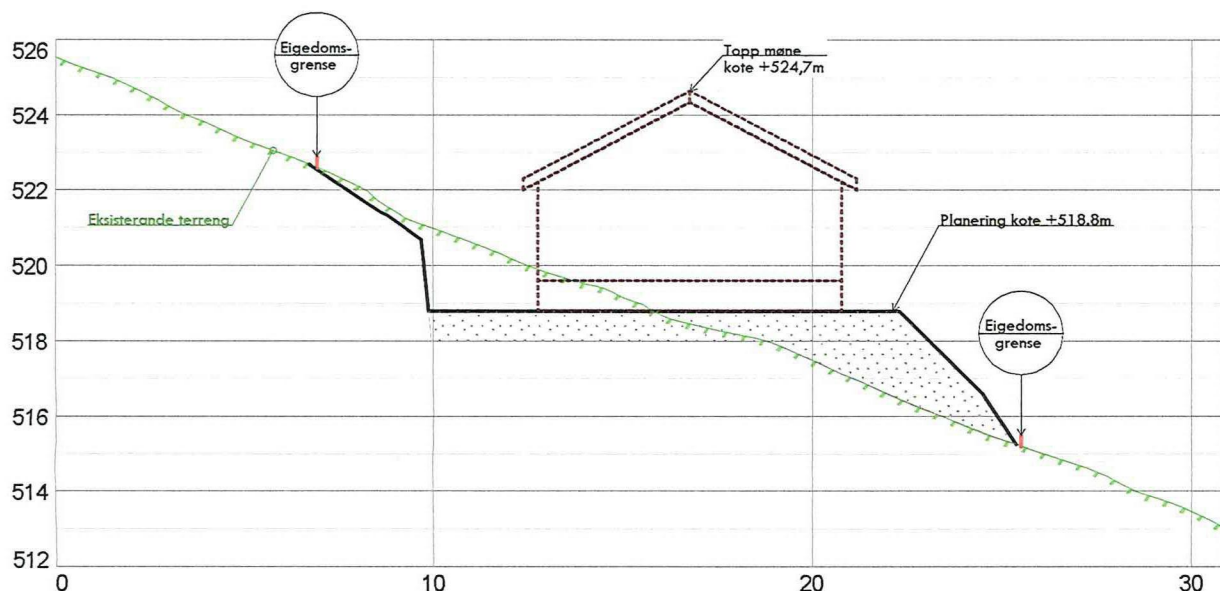 526
524
522
520
518
516
514
512
0
10
20
30
Eigedoms-
grense
Topp møne
kote +524,7m
Eksisterande terreng
Planering kote +518.8m
Eigedoms-
grense